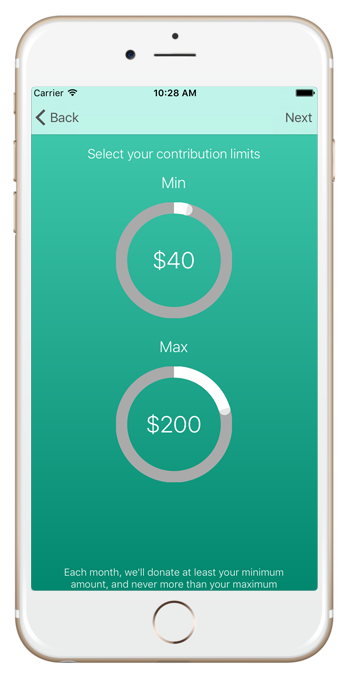 Carrier 10:28 AM
Back Next
Select your contribution limits
Min
$40
Max
$200
Each month, we'll donate at least your minimum
amount, and never more than your maximum